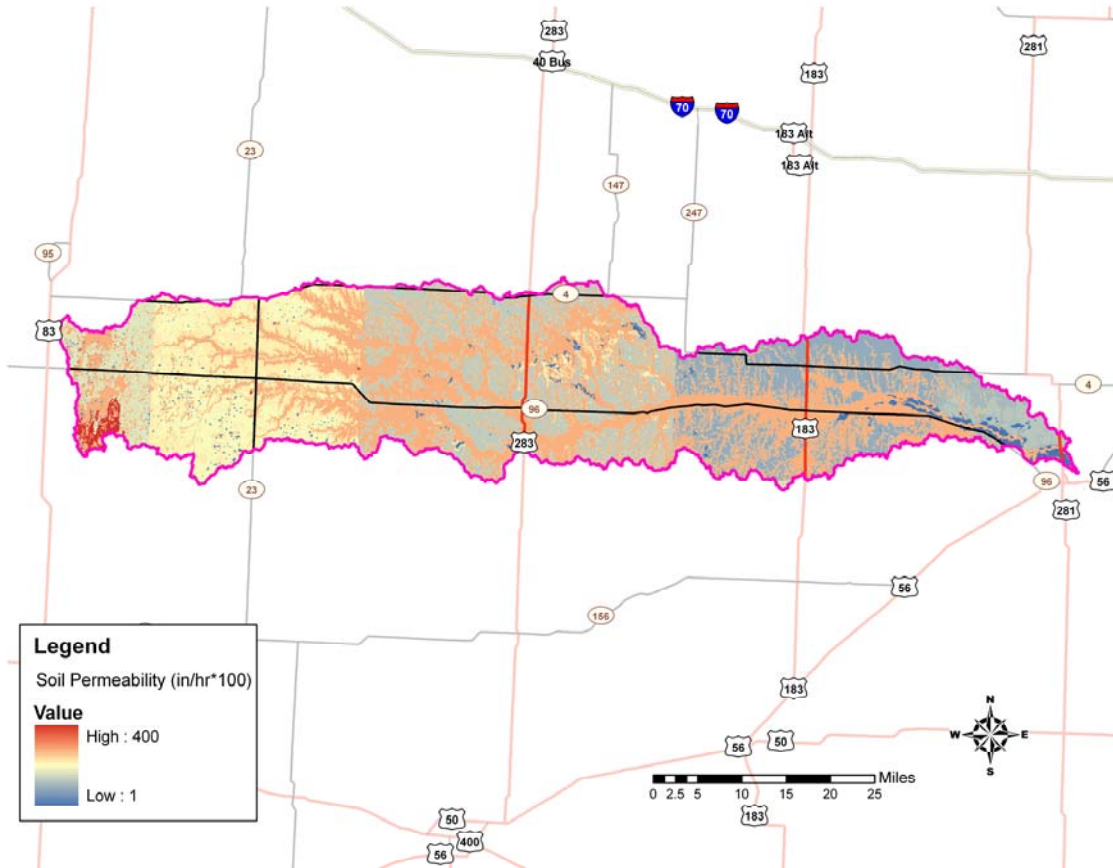 283
281
40 Bus
183
70
70
183 Alt
183 Alt
23
147
247
95
4
83
4
96
183
283
23
96
56
281
56
156
183
56
50
50
400
56
183
Legend
Soil Permeability (in/hr*100)
Value
High : 400
Low : 1
N
W
E
S
Miles
0 2.5 5 10 15 20 25